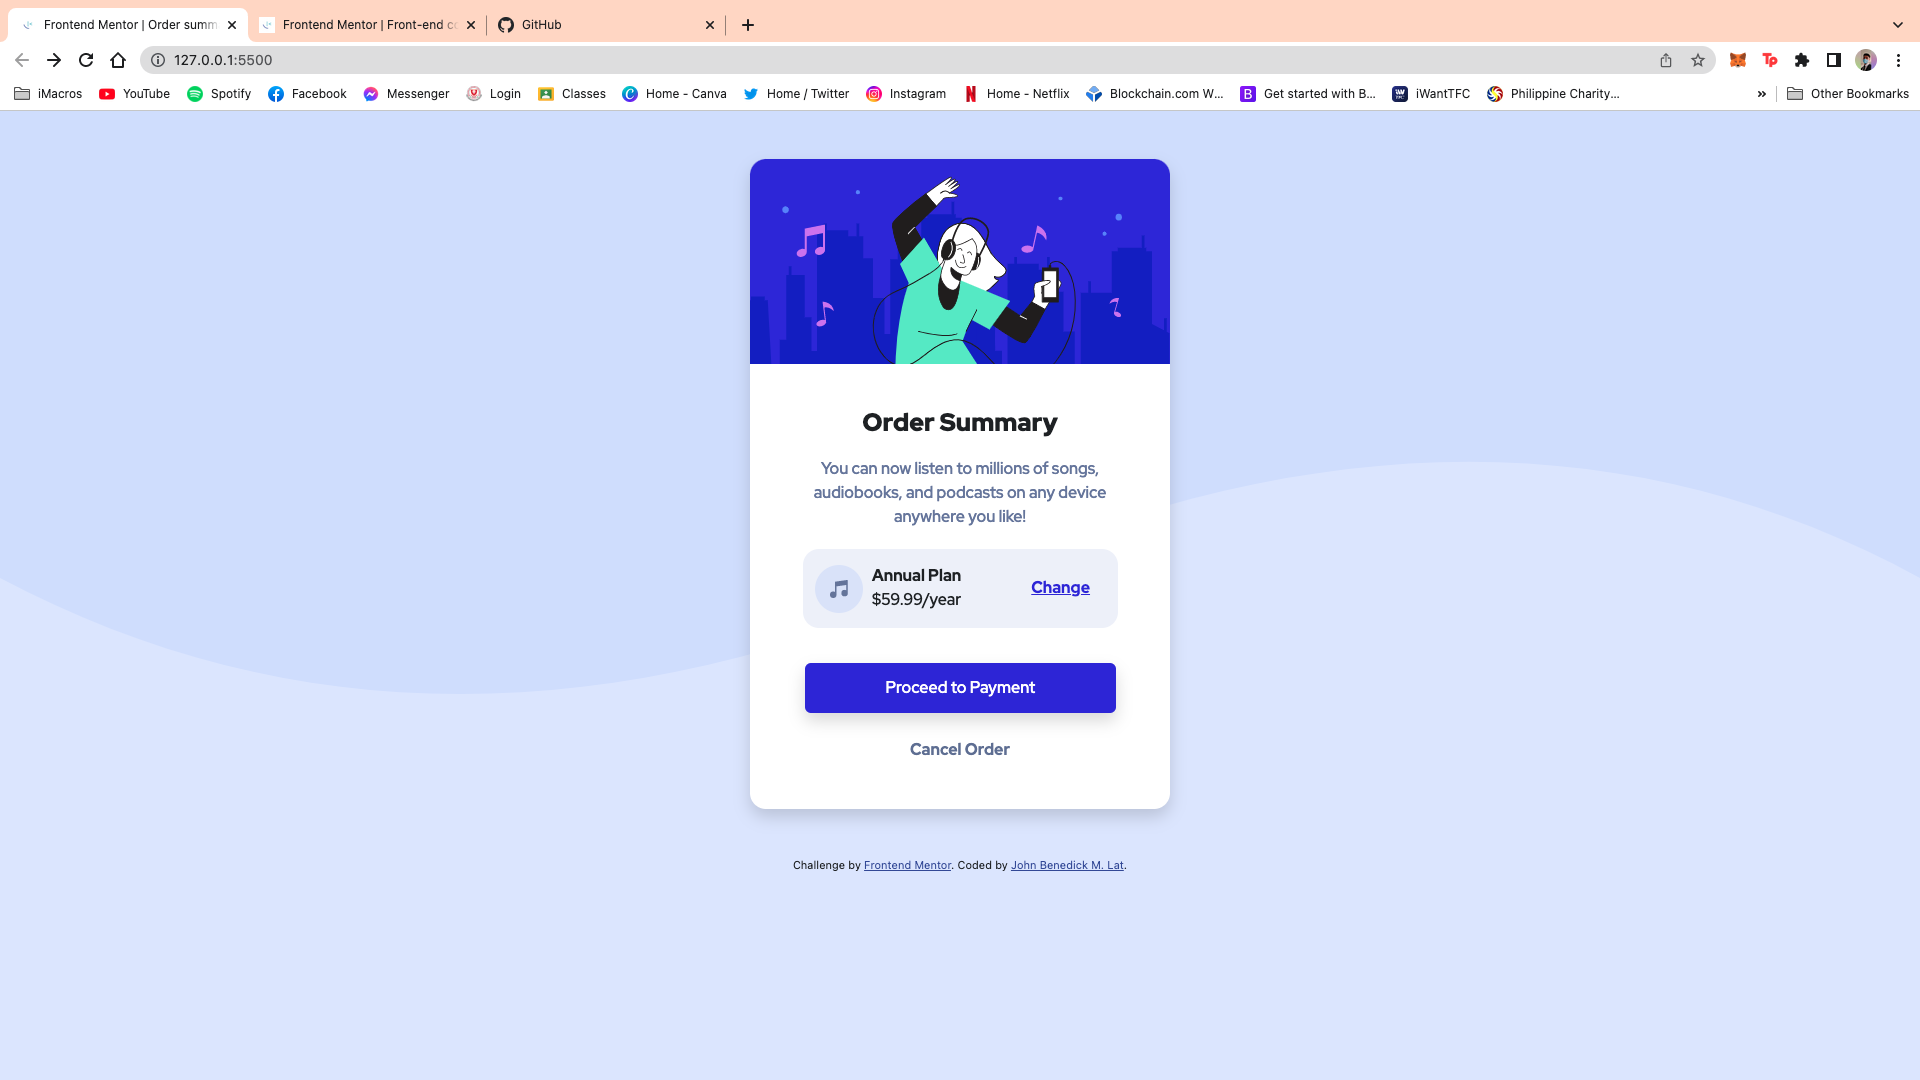 Frontend Mentor | Order summ
Frontend Mentor | Front-end co
GitHub
127.0.0.1:5500
Tp
iMacros
YouTube
Spotify
Facebook
Messenger
Login
Classes
Home - Canva
Home / Twitter
Instagram
Home - Netflix
Blockchain.com W...
Get started with B...
iWantTFC
Philippine Charity...
»
Other Bookmarks
Order Summary
You can now listen to millions of songs,
audiobooks, and podcasts on any device
anywhere you like!
Annual Plan
$59.99/year
Change
Proceed to Payment
Cancel Order
Challenge by Frontend Mentor. Coded by John Benedick M. Lat.